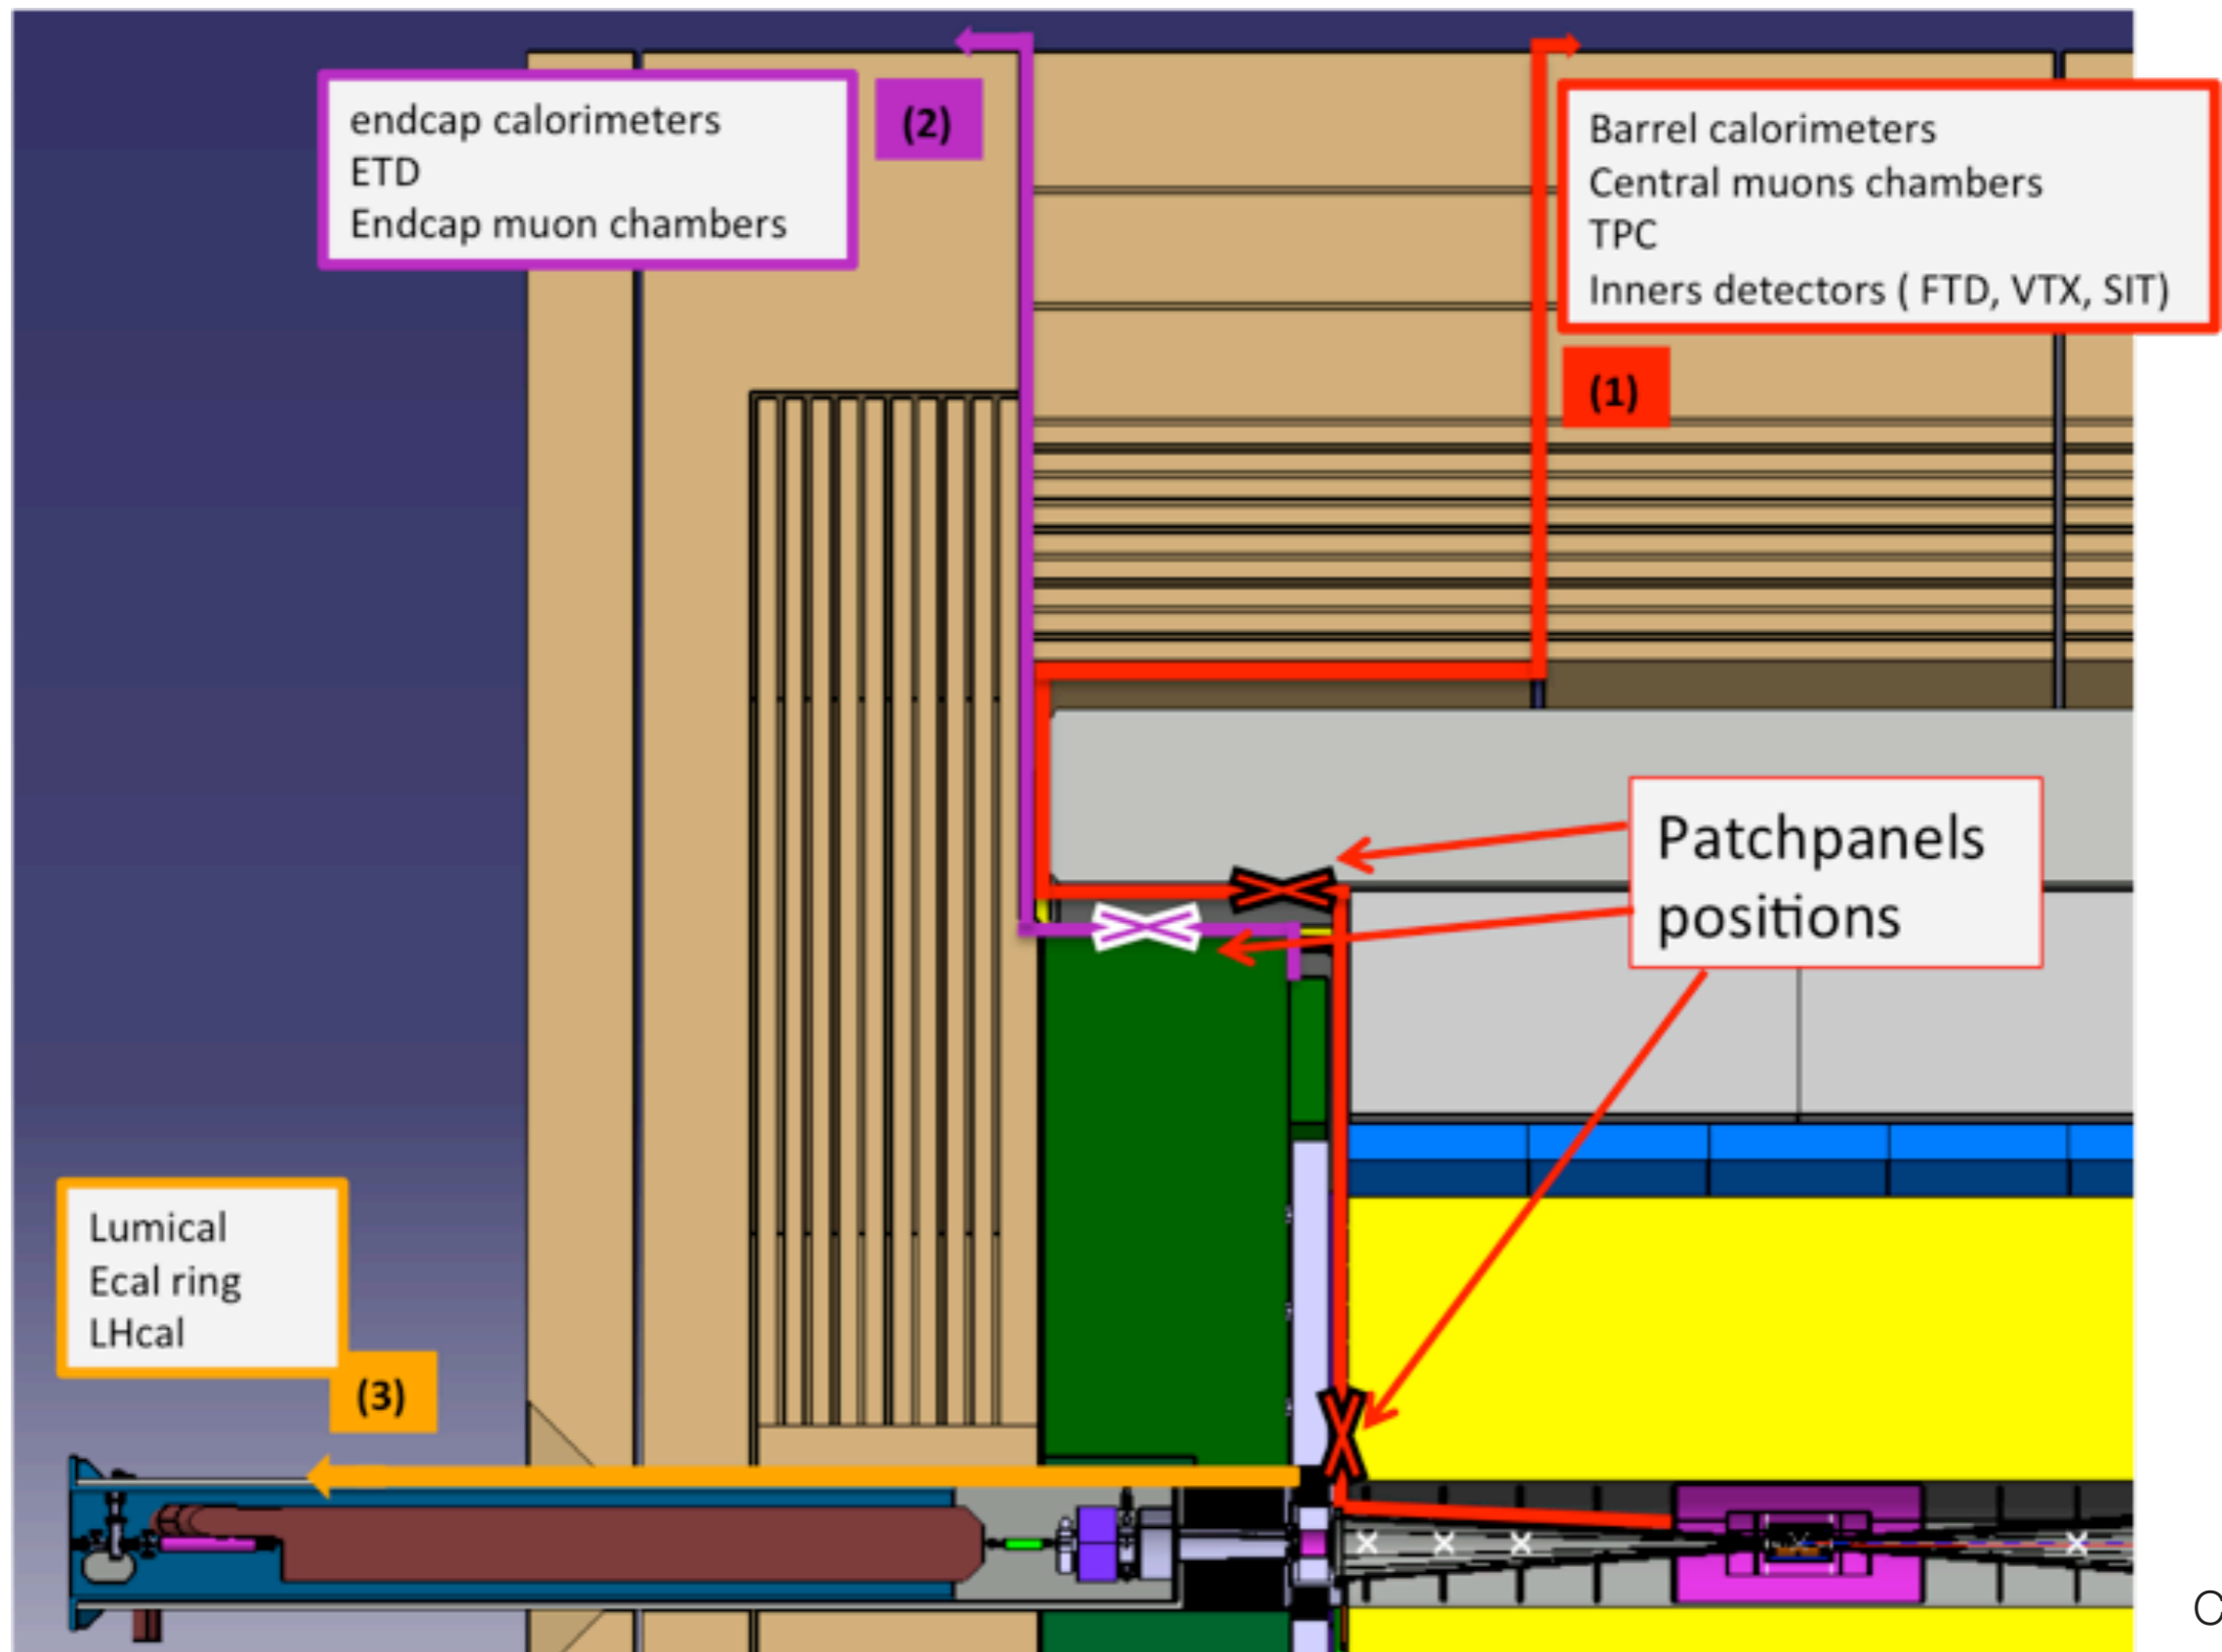 endcap calorimeters
ETD
Endcap muon chambers
(2)
Barrel calorimeters
Central muons chambers
TPC
Inners detectors ( FTD, VTX, SIT)
(1)
Patchpanels
positions
Lumical
Ecal ring
LHcal
(3)